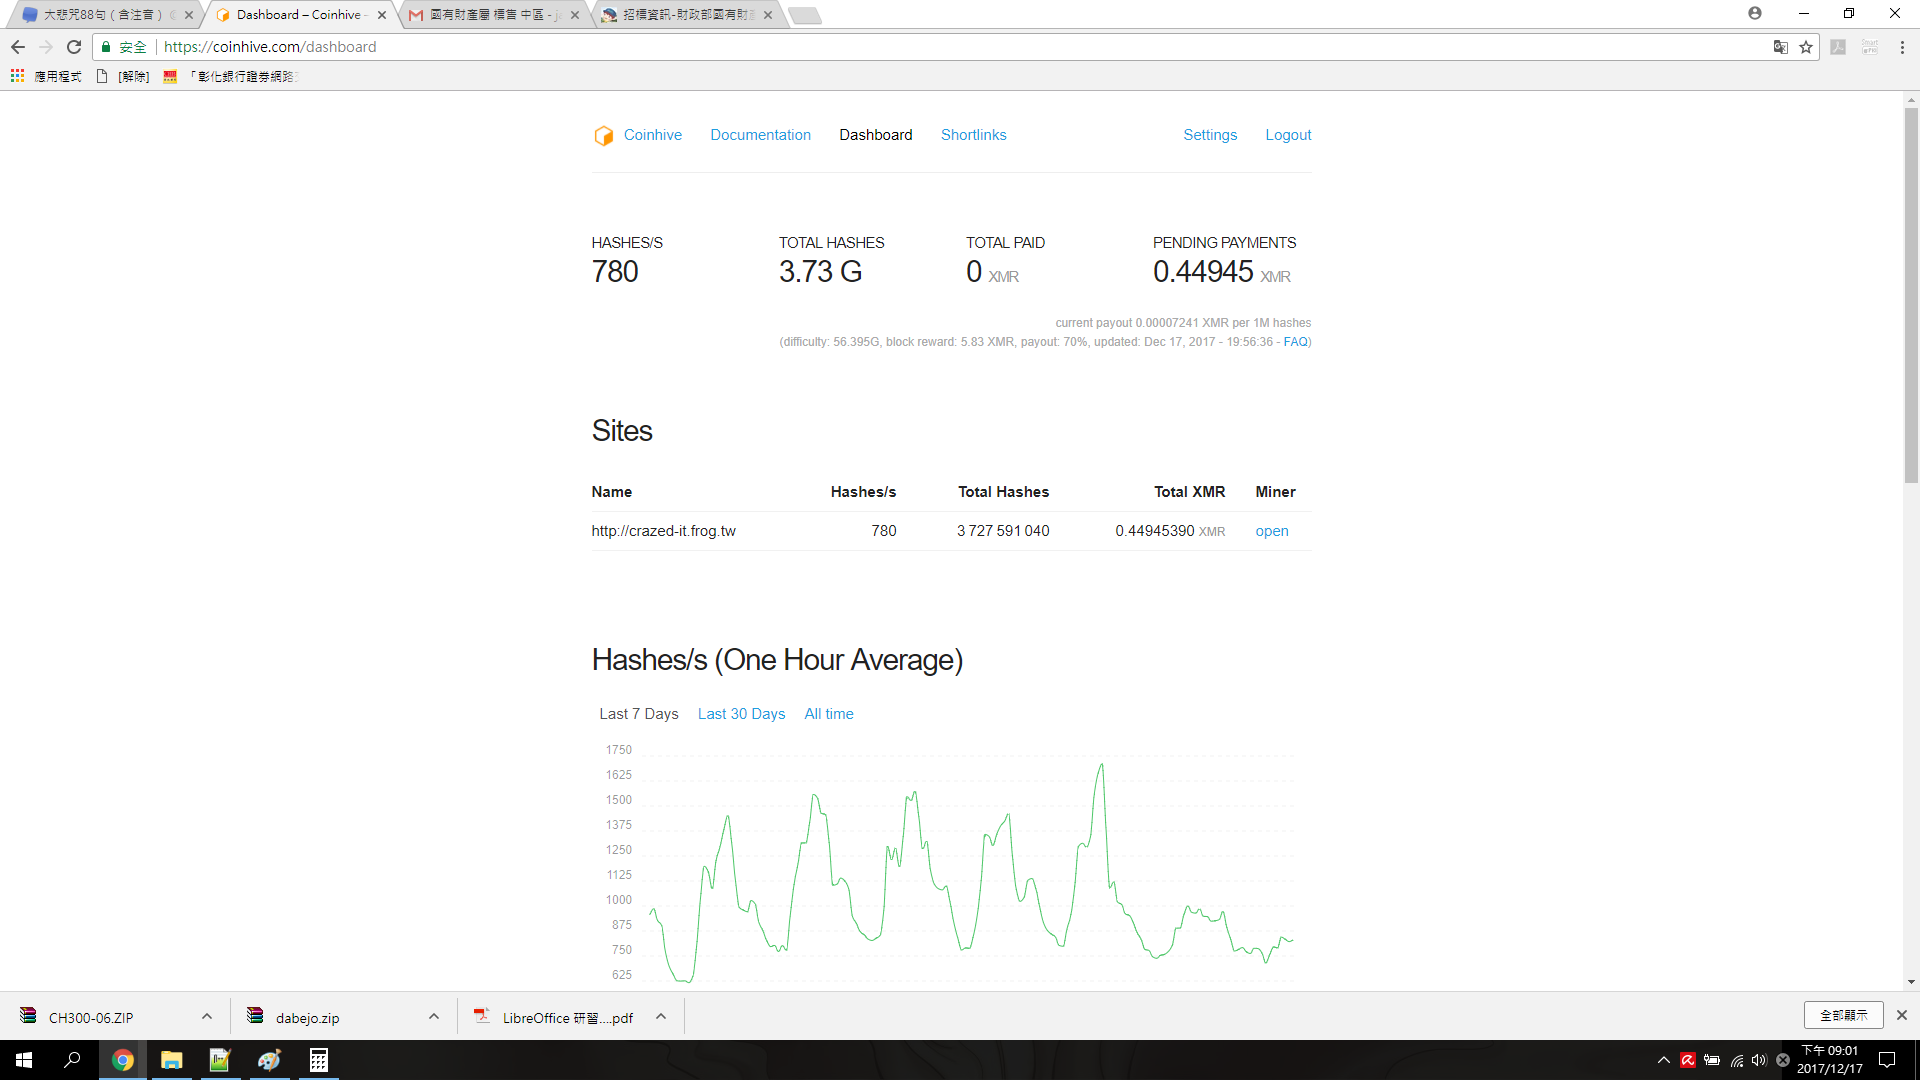 大悲咒88句（含注音）
Dashboard – Coinhive -
國有財產屬 標售 中區 - ja
招標資訊-財政部國有財產
安全 https://coinhive.com/dashboard
應用程式 [解除] 「彰化銀行證券網路
Coinhive Documentation Dashboard Shortlinks Settings Logout
HASHES/S TOTAL HASHES TOTAL PAID PENDING PAYMENTS
780 3.73 G 0 XMR 0.44945 XMR
current payout 0.00007241 XMR per 1M hashes
(difficulty: 56.395G, block reward: 5.83 XMR, payout: 70%, updated: Dec 17, 2017 - 19:56:36 - FAQ)
Sites
Name Hashes/s Total Hashes Total XMR Miner
http://crazed-it.frog.tw 780 3 727 591 040 0.44945390 XMR open
Hashes/s (One Hour Average)
Last 7 Days Last 30 Days All time
1750
1625
1500
1375
1250
1125
1000
875
750
625
CH300-06.ZIP dabejo.zip LibreOffice 研習....pdf 全部顯示
下午 09:01
2017/12/17